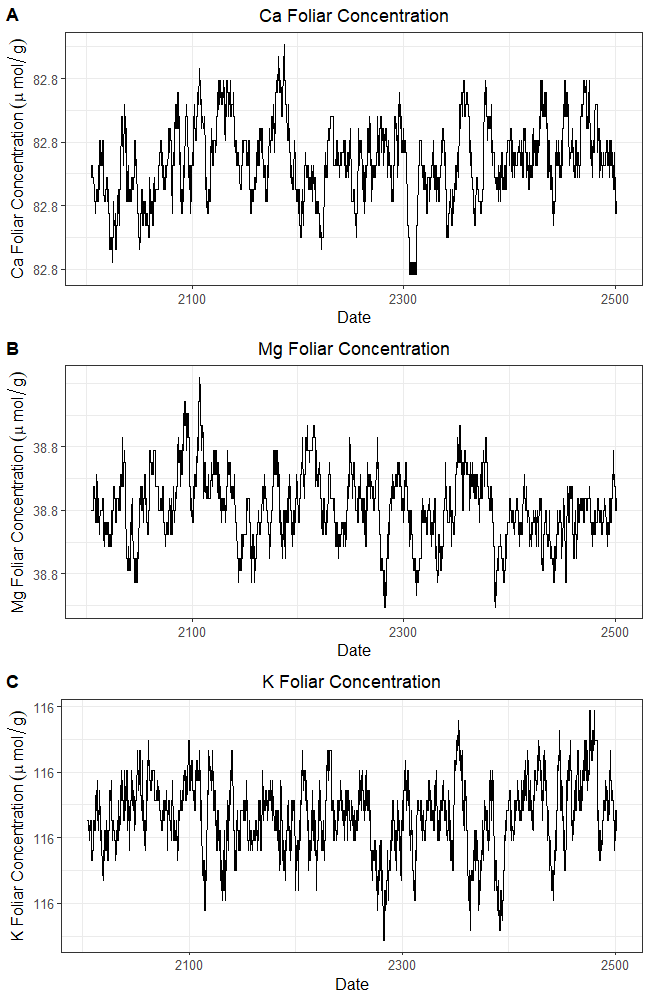 A
Ca Foliar Concentration
Ca Foliar Concentration (μ mol/g)
82.8
82.8
82.8
82.8
2100
2300
2500
Date
B
Mg Foliar Concentration
Mg Foliar Concentration (μ mol/g)
38.8
38.8
38.8
2100
2300
2500
Date
C
K Foliar Concentration
K Foliar Concentration (μ mol/g)
116
116
116
116
2100
2300
2500
Date